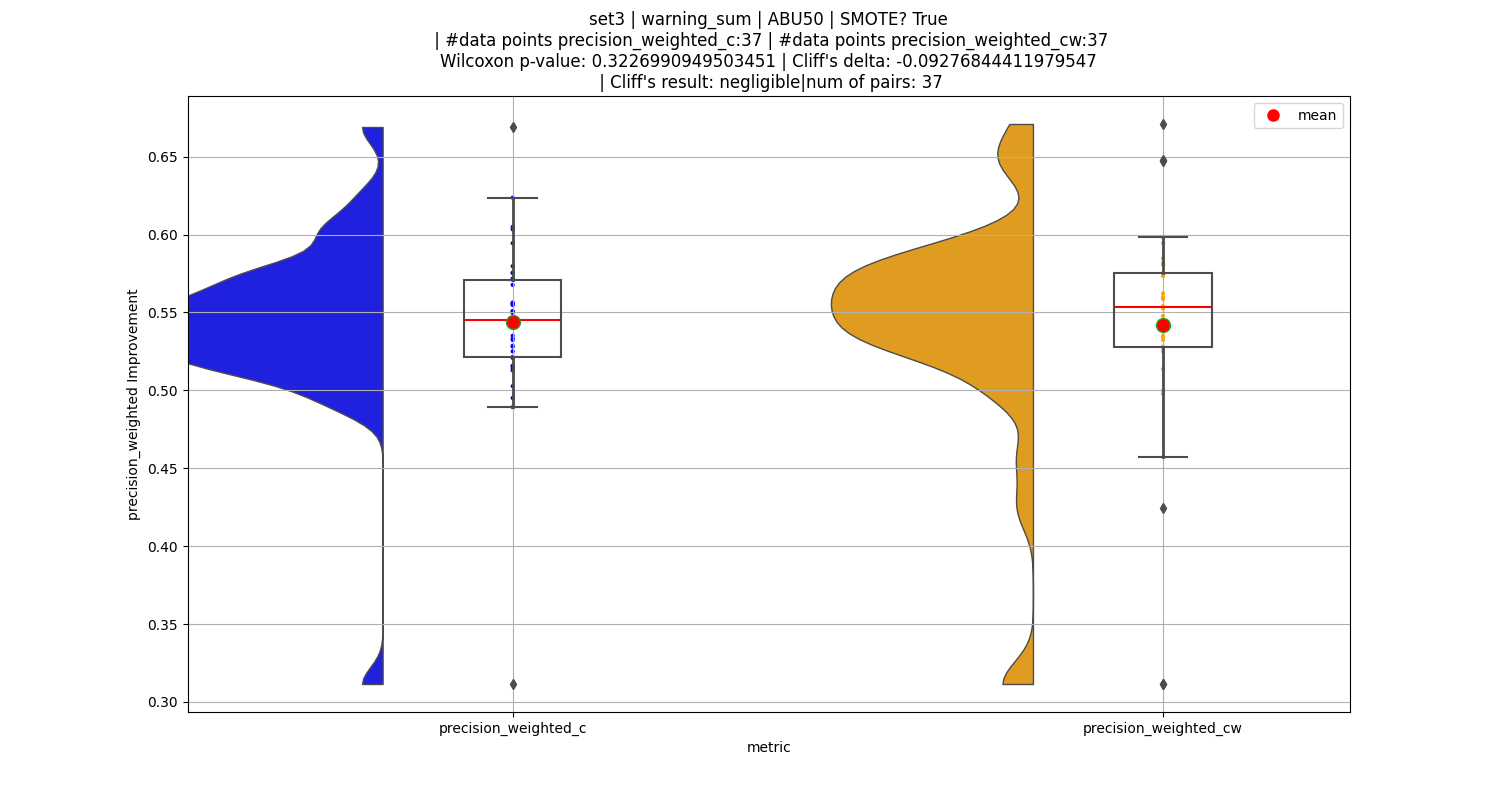 set3 | warning_sum | ABU50 | SMOTE? True
| #data points precision_weighted_c:37 | #data points precision_weighted_cw:37
Wilcoxon p-value: 0.3226990949503451 | Cliff's delta: -0.09276844411979547
| Cliff's result: negligible|num of pairs: 37
mean
0.65
0.60
0.55
0.50
0.45
0.40
0.35
0.30
precision_weighted Improvement
precision_weighted_c
precision_weighted_cw
metric